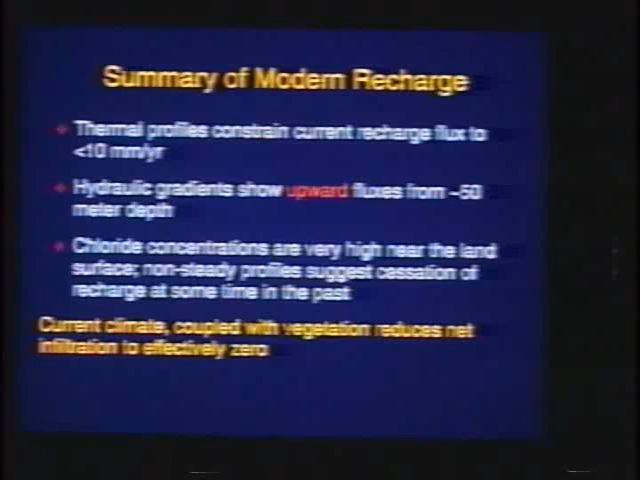 Summary of Modern Recharge
Thermal profiles constrain current recharge flux to
<10 mm/yr
Hydraulic gradients show upward fluxes from ~50
meter depth
Chloride concentrations are very high near the land
surface; non-steady profiles suggest cessation of
recharge at some time in the past
Current climate, coupled with vegetation reduces net
infiltration to effectively zero